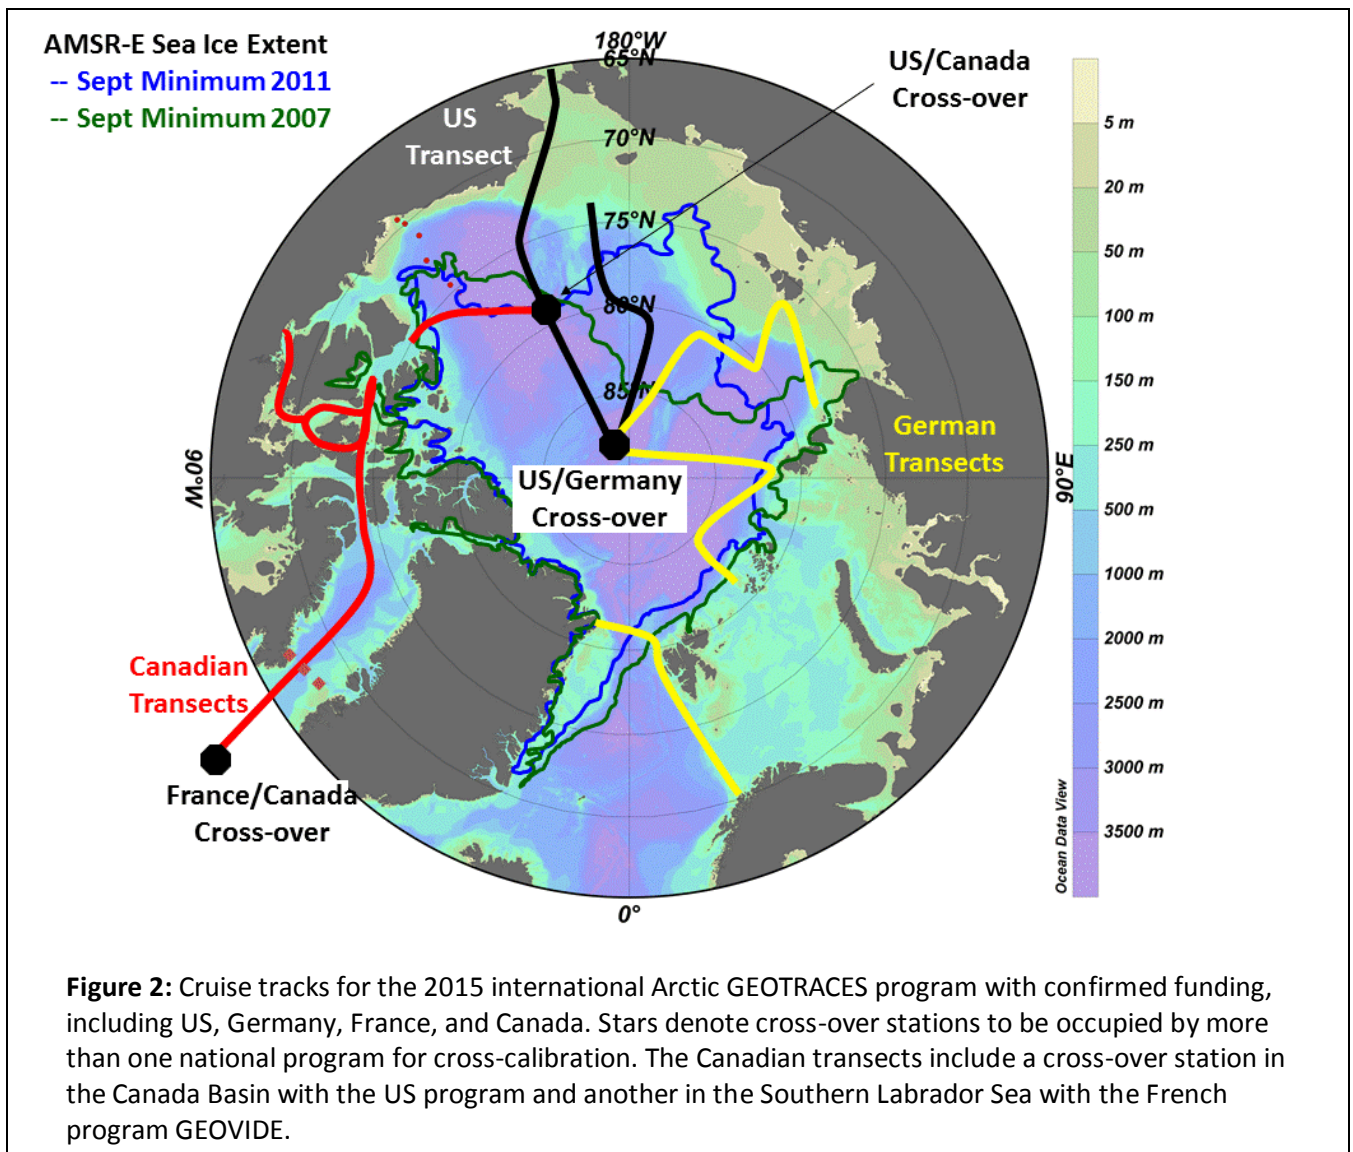 AMSR-E Sea Ice Extent
-- Sept Minimum 2011
-- Sept Minimum 2007
180°W
65°N
US/Canada
Cross-over
US
Transect
70°N
75°N
80°N
85°N
German
Transects
US/Germany
Cross-over
90°W
90°E
Canadian
Transects
France/Canada
Cross-over
0°
5 m
20 m
50 m
100 m
150 m
250 m
500 m
1000 m
2000 m
2500 m
3000 m
3500 m
Ocean Data View
Figure 2: Cruise tracks for the 2015 international Arctic GEOTRACES program with confirmed funding,
including US, Germany, France, and Canada. Stars denote cross-over stations to be occupied by more
than one national program for cross-calibration. The Canadian transects include a cross-over station in
the Canada Basin with the US program and another in the Southern Labrador Sea with the French
program GEOVIDE.